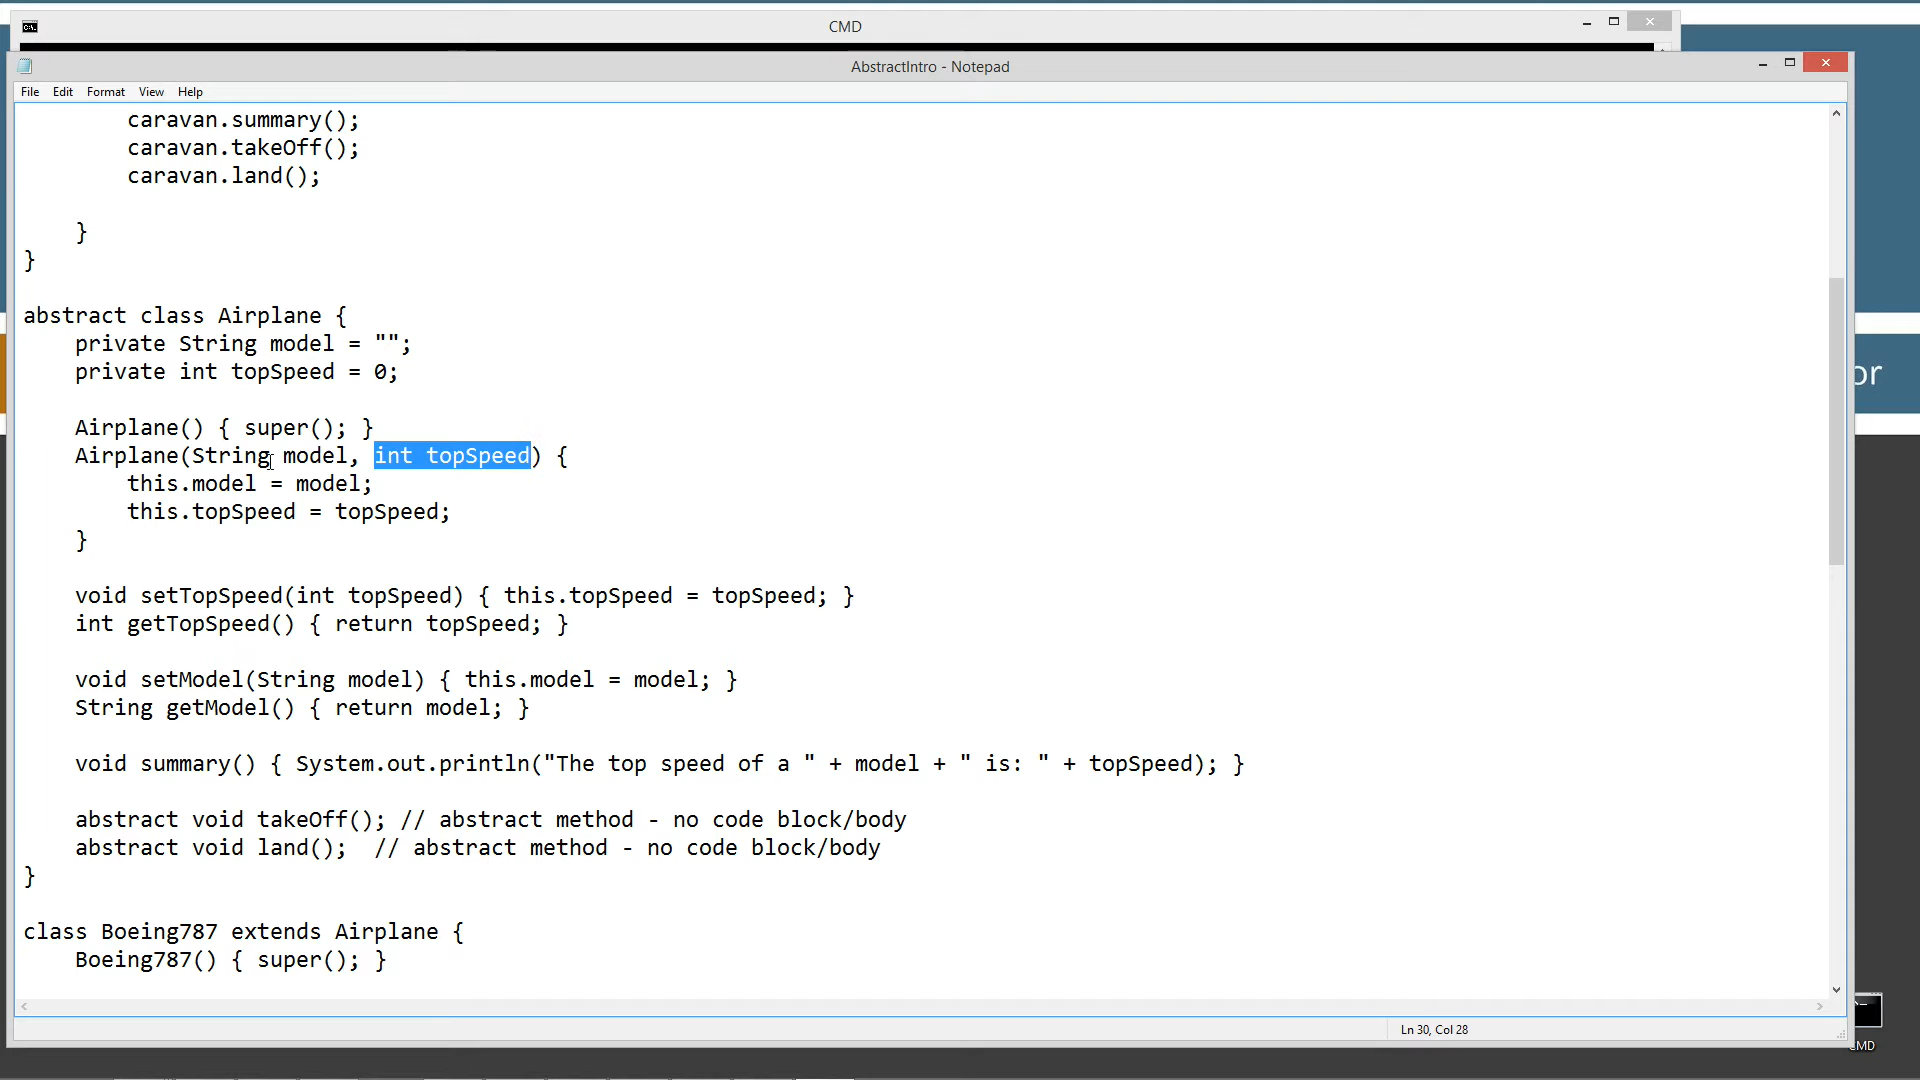 CMD
AbstractIntro - Notepad
File Edit Format View Help
        caravan.summary();
        caravan.takeOff();
        caravan.land();
    }
}
abstract class Airplane {
    private String model = "";
    private int topSpeed = 0;
    Airplane() { super(); }
    Airplane(String model, int topSpeed) {
        this.model = model;
        this.topSpeed = topSpeed;
    }
    void setTopSpeed(int topSpeed) { this.topSpeed = topSpeed; }
    int getTopSpeed() { return topSpeed; }
    void setModel(String model) { this.model = model; }
    String getModel() { return model; }
    void summary() { System.out.println("The top speed of a " + model + " is: " + topSpeed); }
    abstract void takeOff(); // abstract method - no code block/body
    abstract void land();  // abstract method - no code block/body
}
class Boeing787 extends Airplane {
    Boeing787() { super(); }
Ln 30, Col 28
or
CMD